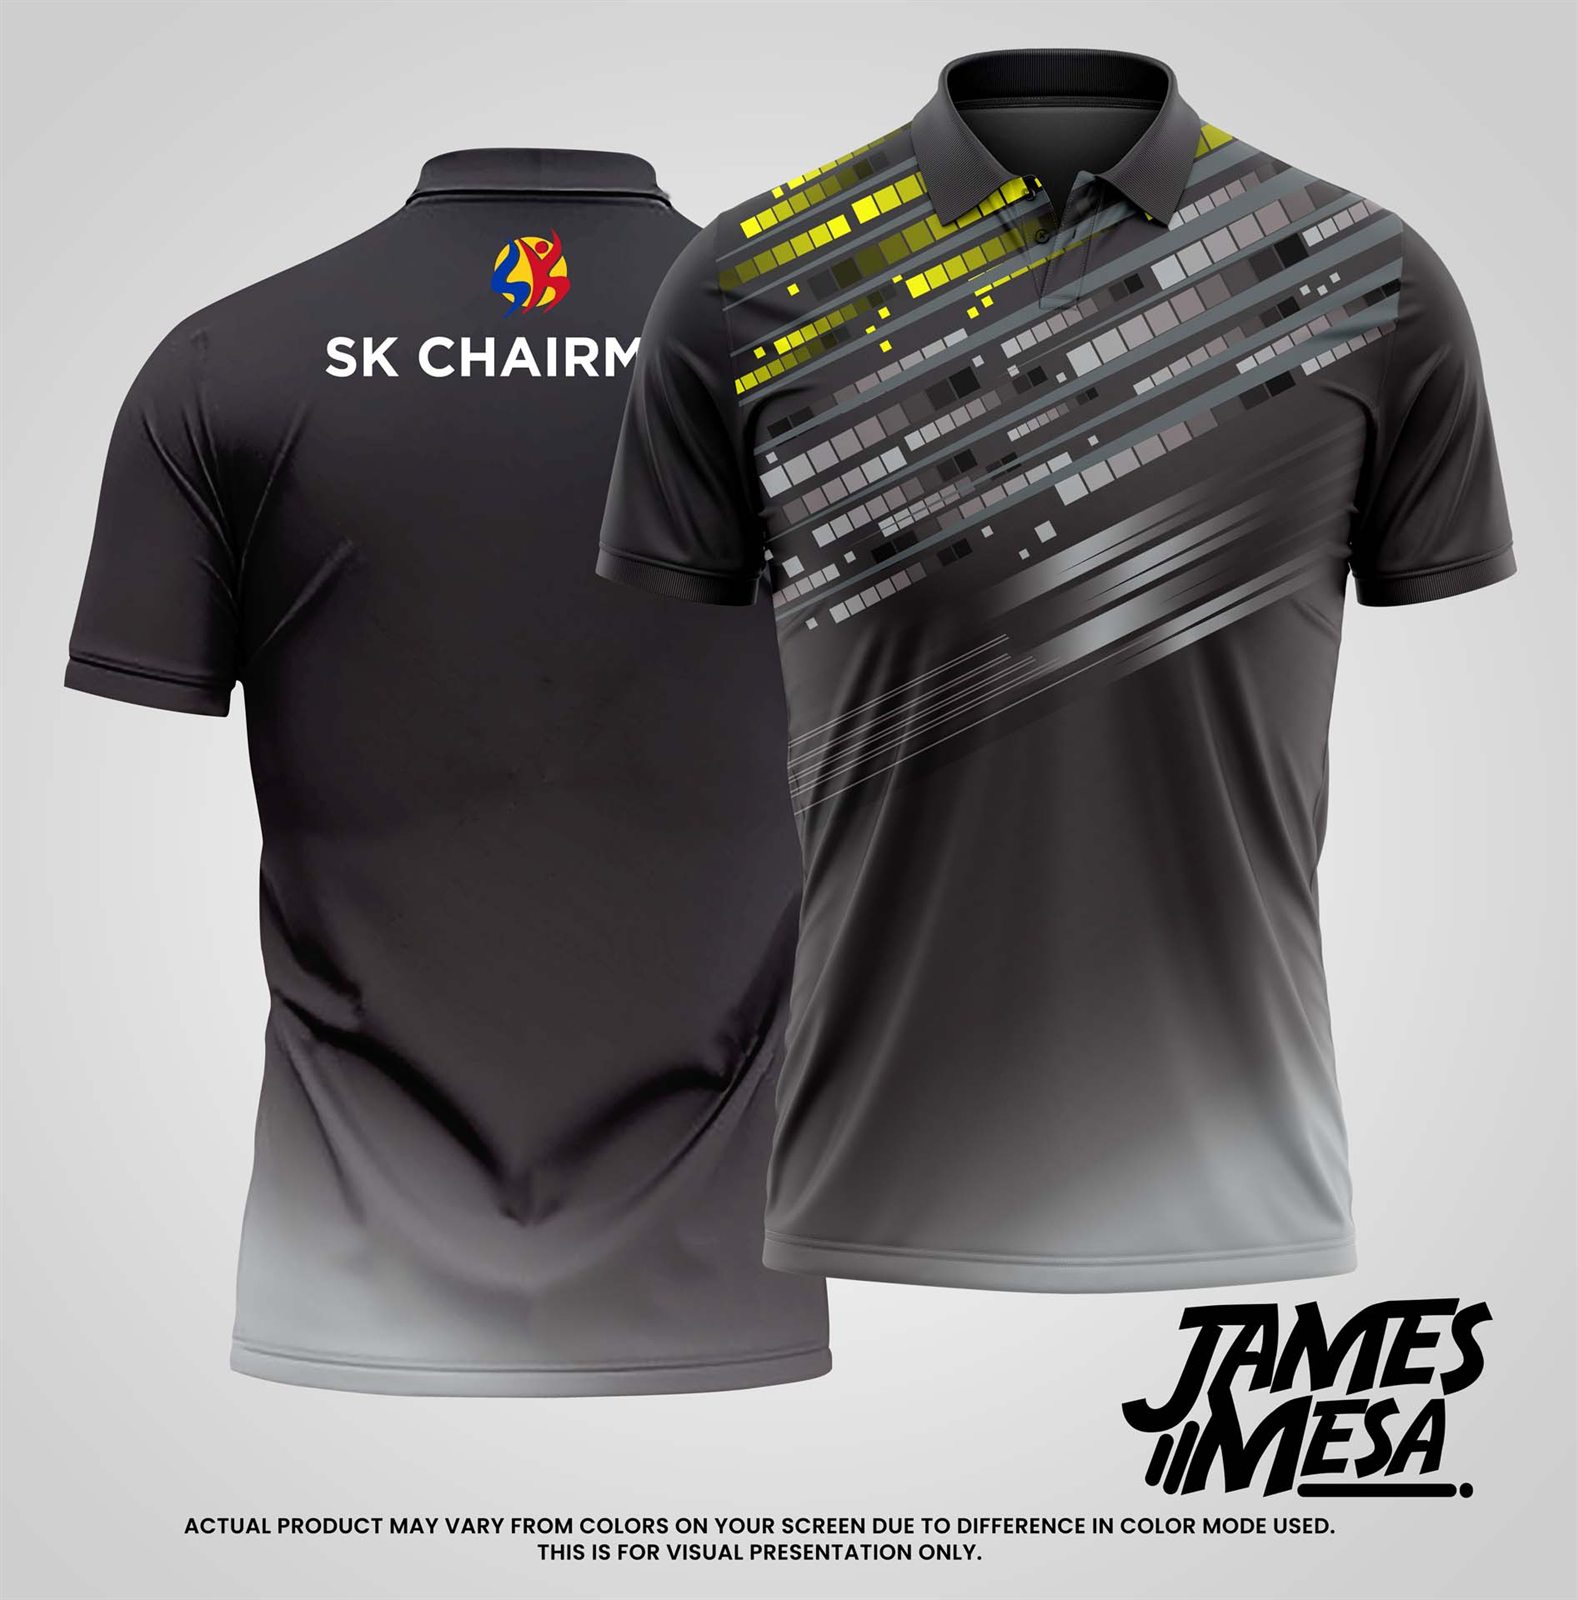 SK CHAIRM
JAMES
MESA
ACTUAL PRODUCT MAY VARY FROM COLORS ON YOUR SCREEN DUE TO DIFFERENCE IN COLOR MODE USED.
THIS IS FOR VISUAL PRESENTATION ONLY.